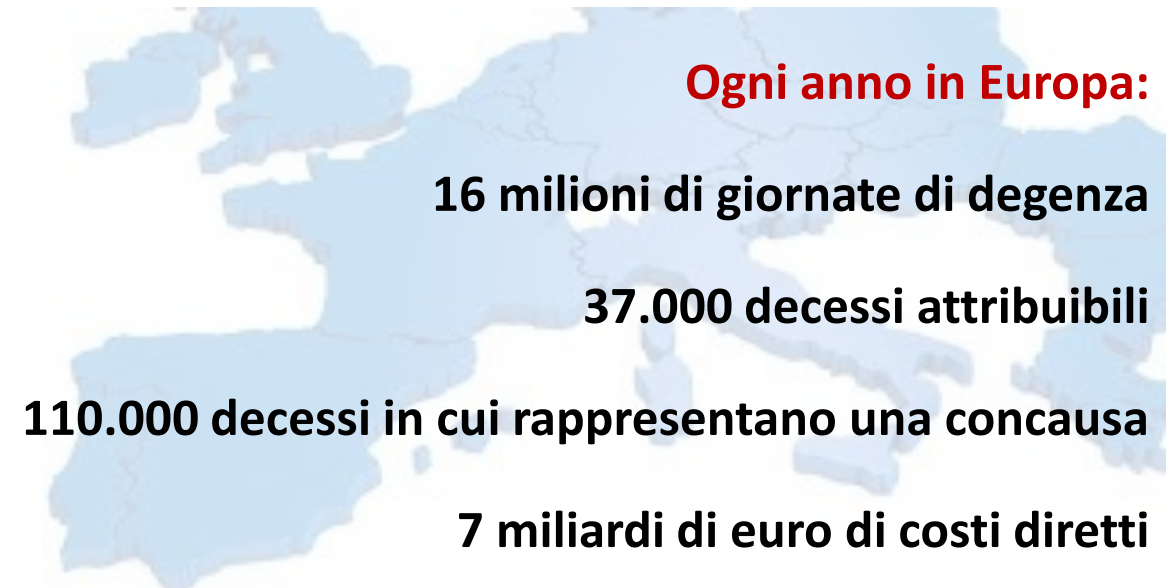 Ogni anno in Europa:
16 milioni di giornate di degenza
37.000 decessi attribuibili
110.000 decessi in cui rappresentano una concausa
7 miliardi di euro di costi diretti